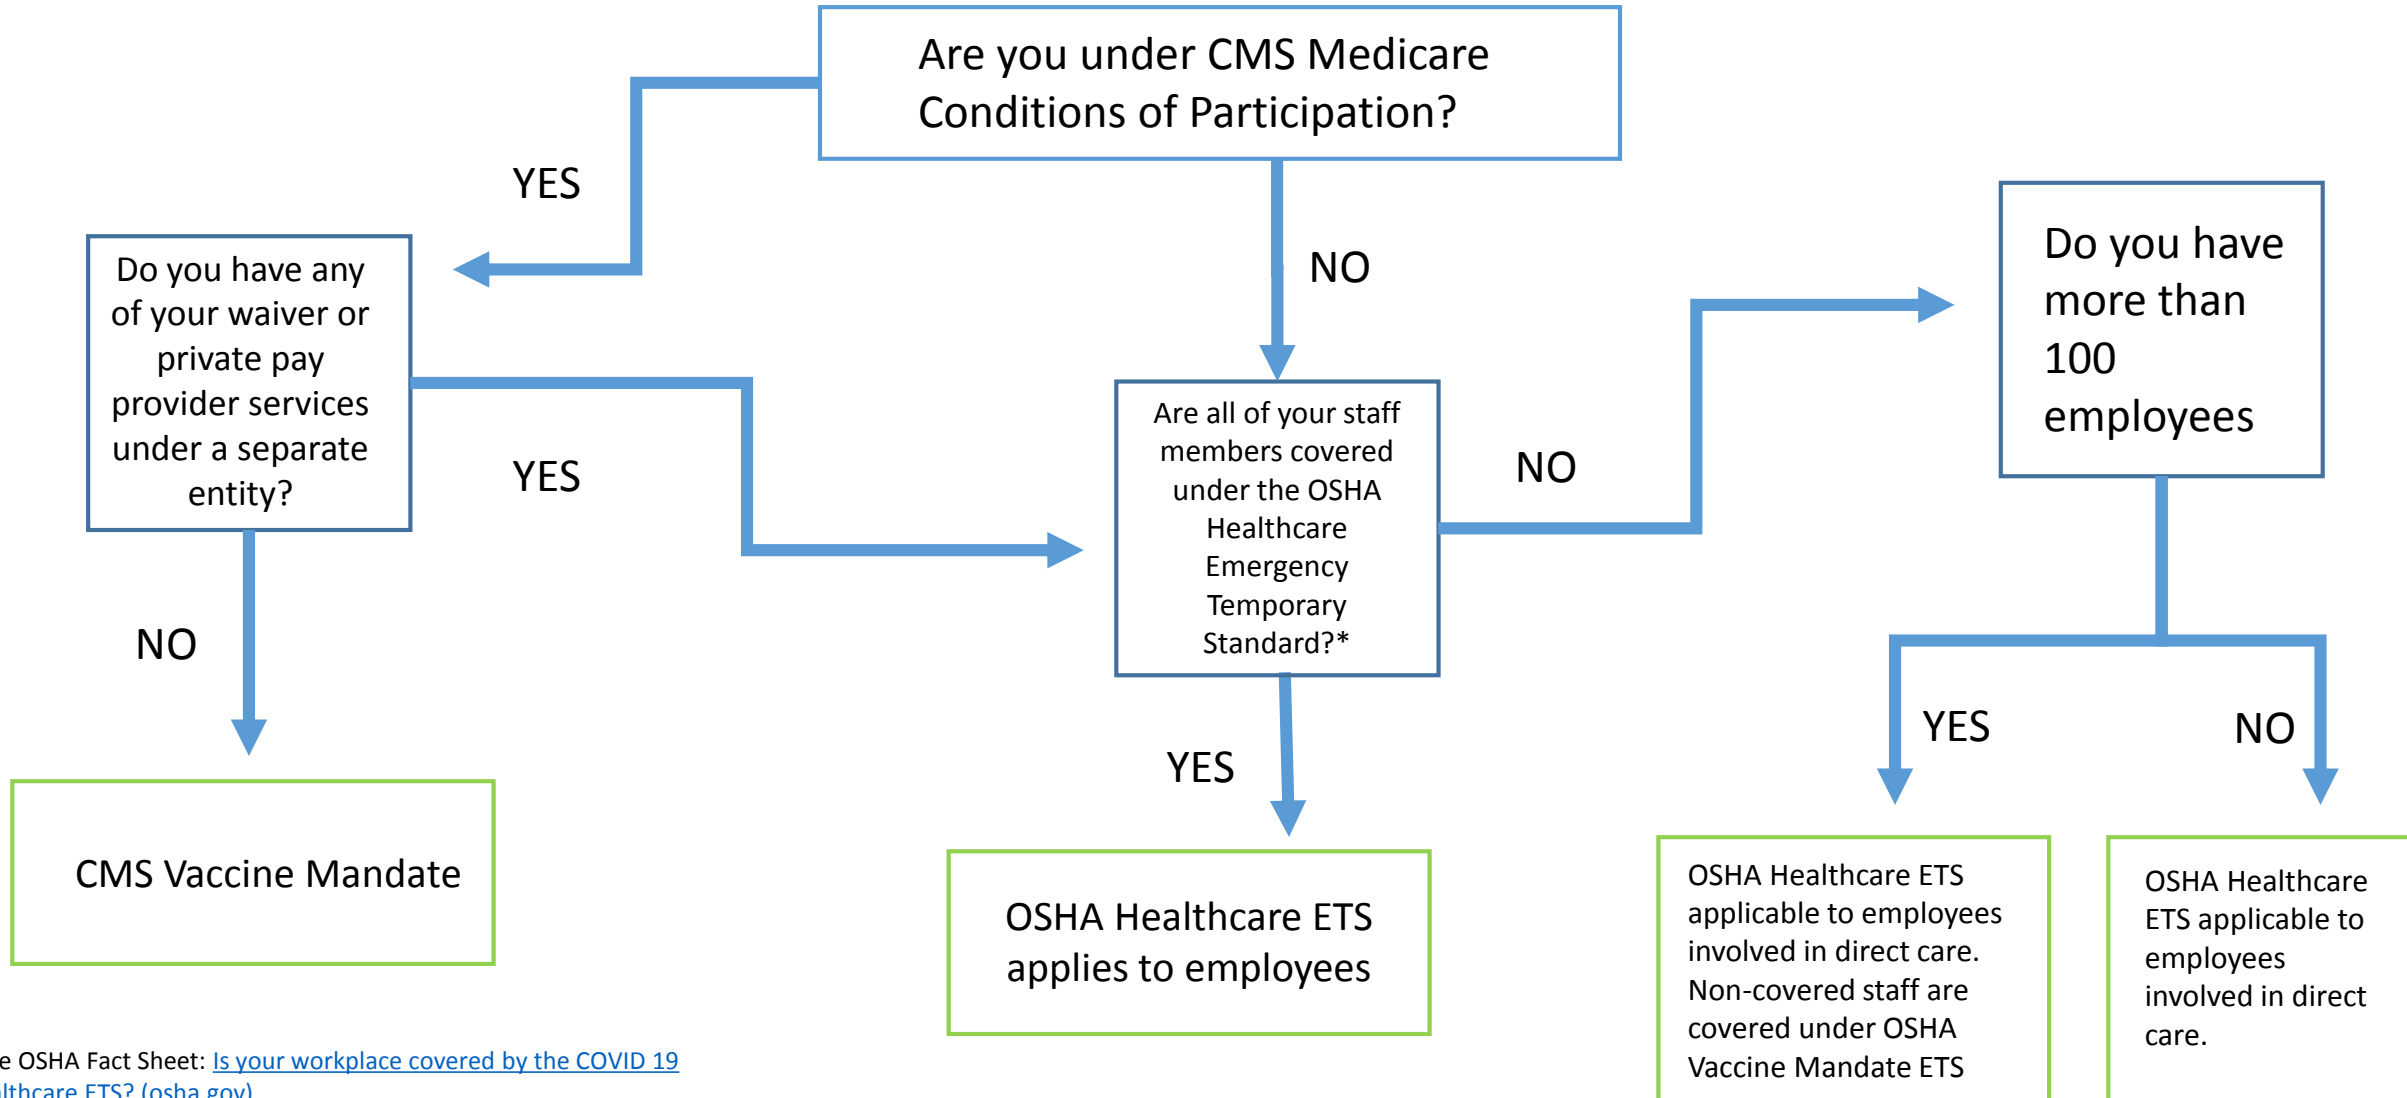 Are you under CMS Medicare
Conditions of Participation?
YES
NO
Do you have any
of your waiver or
private pay
provider services
under a separate
entity?
Do you have
more than
100
employees
YES
NO
Are all of your staff
members covered
under the OSHA
Healthcare
Emergency
Temporary
Standard?*
NO
YES
YES
NO
CMS Vaccine Mandate
OSHA Healthcare ETS
applies to employees
OSHA Healthcare ETS
applicable to employees
involved in direct care.
Non-covered staff are
covered under OSHA
Vaccine Mandate ETS
OSHA Healthcare
ETS applicable to
employees
involved in direct
care.
e OSHA Fact Sheet: Is your workplace covered by the COVID 19
althcare ETS? (osha.gov)